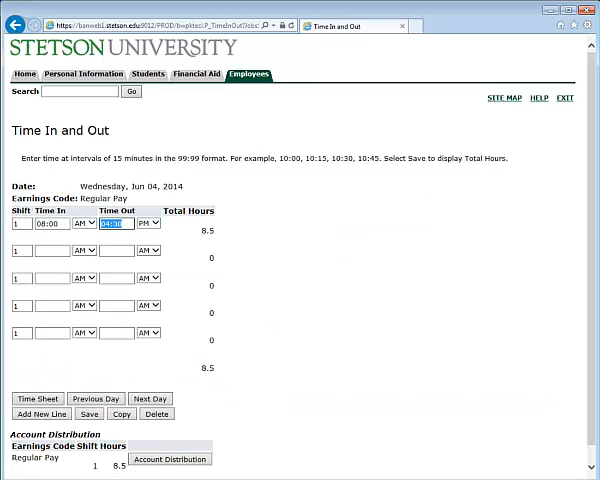 https://banweb1.stetson.edu:9012/PROD/bwpkteci.P_TimeInOut?Jobs
Time In and Out
STETSON UNIVERSITY
Home Personal Information Students Financial Aid Employees
Search Go
SITE MAP HELP EXIT
Time In and Out
Enter time at intervals of 15 minutes in the 99:99 format. For example, 10:00, 10:15, 10:30, 10:45. Select Save to display Total Hours.
Date: Wednesday, Jun 04, 2014
Earnings Code: Regular Pay
Shift Time In Time Out Total Hours
1 08:00 AM 04:30 PM
8.5
1 AM AM
0
1 AM AM
0
1 AM AM
0
1 AM AM
0
8.5
Time Sheet Previous Day Next Day
Add New Line Save Copy Delete
Account Distribution
Earnings Code Shift Hours
Regular Pay
1 8.5 Account Distribution